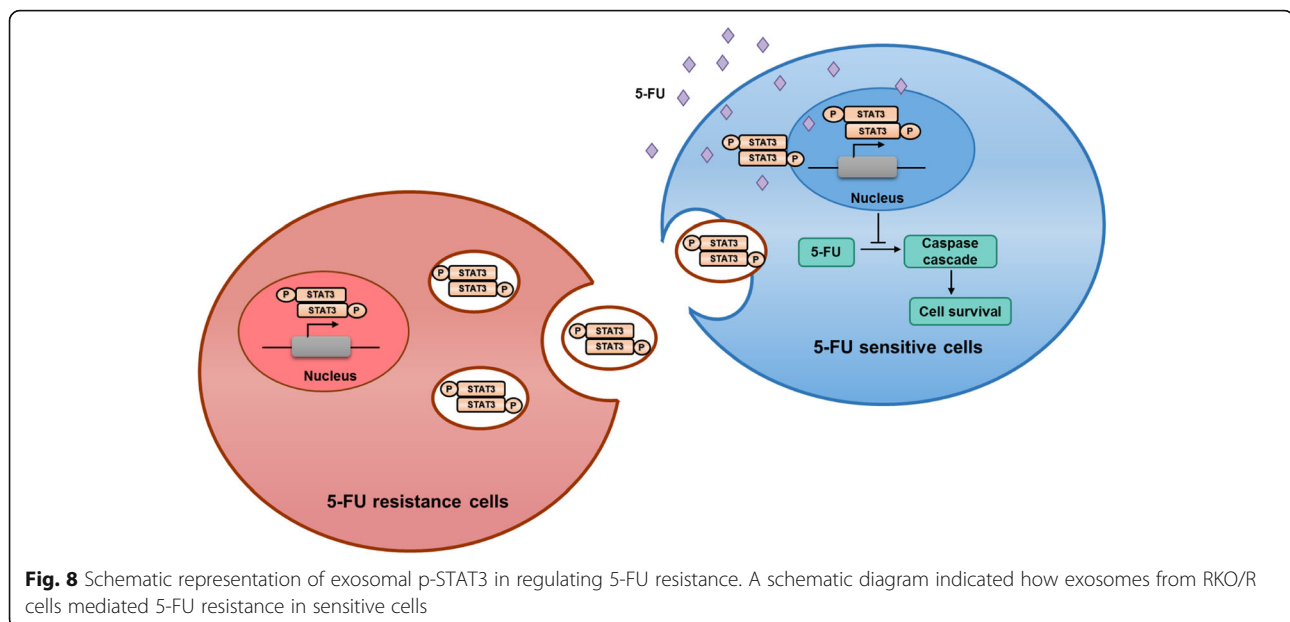 5-FU
P STAT3
STAT3 P
P STAT3
STAT3 P
Nucleus
P STAT3
STAT3 P
5-FU
Caspase
cascade
Cell survival
5-FU sensitive cells
P STAT3
STAT3 P
P STAT3
STAT3 P
Nucleus
P STAT3
STAT3 P
P STAT3
STAT3 P
5-FU resistance cells
Fig. 8 Schematic representation of exosomal p-STAT3 in regulating 5-FU resistance. A schematic diagram indicated how exosomes from RKO/R
cells mediated 5-FU resistance in sensitive cells